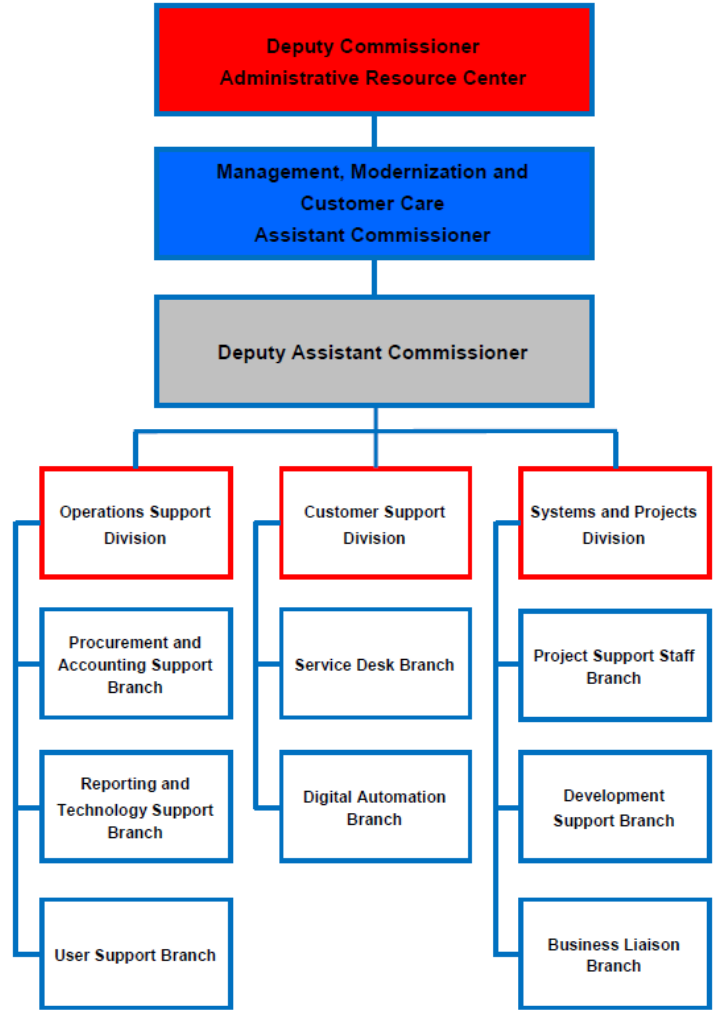 Deputy Commissioner
Administrative Resource Center
Management, Modernization and
Customer Care
Assistant Commissioner
Deputy Assistant Commissioner
Operations Support
Division
Procurement and
Accounting Support
Branch
Reporting and
Technology Support
Branch
User Support Branch
Customer Support
Division
Service Desk Branch
Digital Automation
Branch
Systems and Projects
Division
Project Support Staff
Branch
Development
Support Branch
Business Liaison
Branch